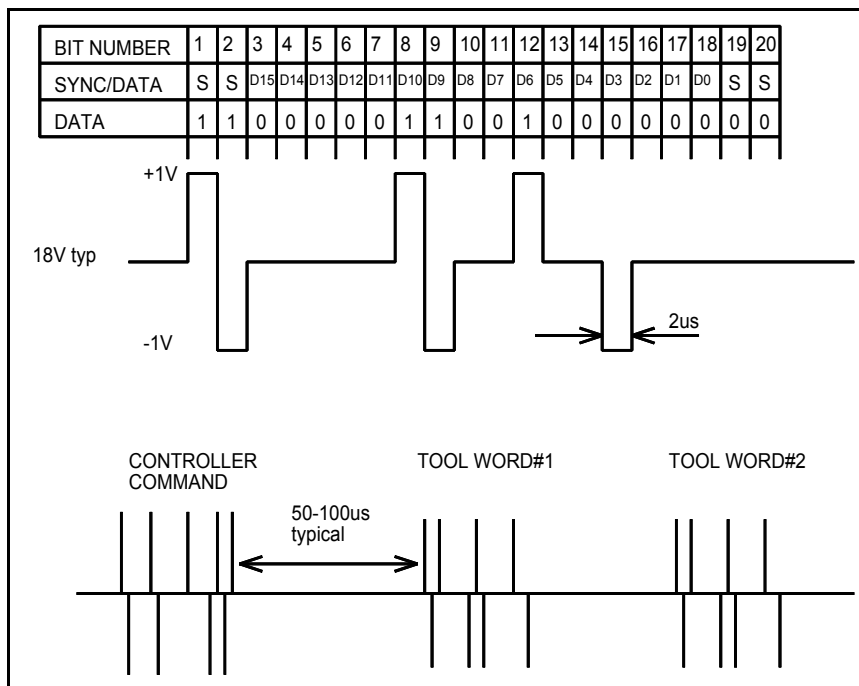 BIT NUMBER 1 2 3 4 5 6 7 8 9 10 11 12 13 14 15 16 17 18 19 20
SYNC/DATA S S D15 D14 D13 D12 D11 D10 D9 D8 D7 D6 D5 D4 D3 D2 D1 D0 S S
DATA 1 1 0 0 0 0 0 1 1 0 0 1 0 0 0 0 0 0 0 0
+1V
18V typ
2us
-1V
CONTROLLER
COMMAND
TOOL WORD#1
TOOL WORD#2
50-100us
typical